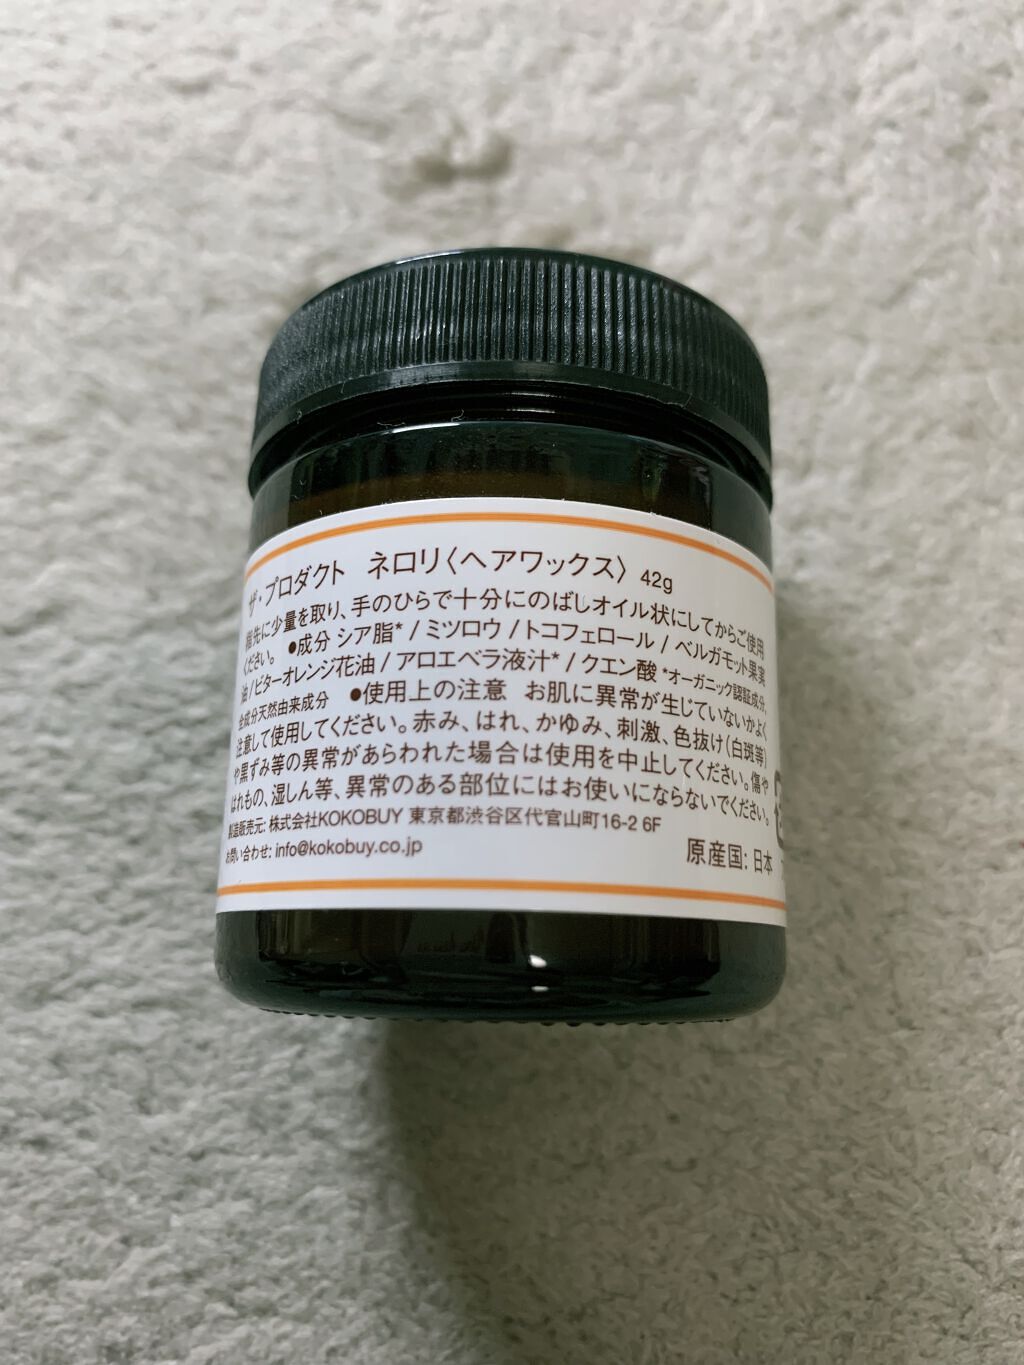 ザ・プロダクト ネロリ〈ヘアワックス〉 42g
指先に少量を取り、手のひらで十分にのばしオイル状にしてからご使用
ください。 ●成分 シア脂* / ミツロウ / トコフェロール / ベルガモット果実
油 / ビターオレンジ花油 / アロエベラ液汁* / クエン酸 *オーガニック認証成分,
全成分天然由来成分 ●使用上の注意 お肌に異常が生じていないかよく
注意して使用してください。赤み、はれ、かゆみ、刺激、色抜け(白斑等)
や黒ずみ等の異常があらわれた場合は使用を中止してください。傷や
はれもの、湿しん等、異常のある部位にはお使いにならないでください。
製造販売元: 株式会社KOKOBUY 東京都渋谷区代官山町16-2 6F
お問い合わせ: info@kokobuy.co.jp
原産国: 日本